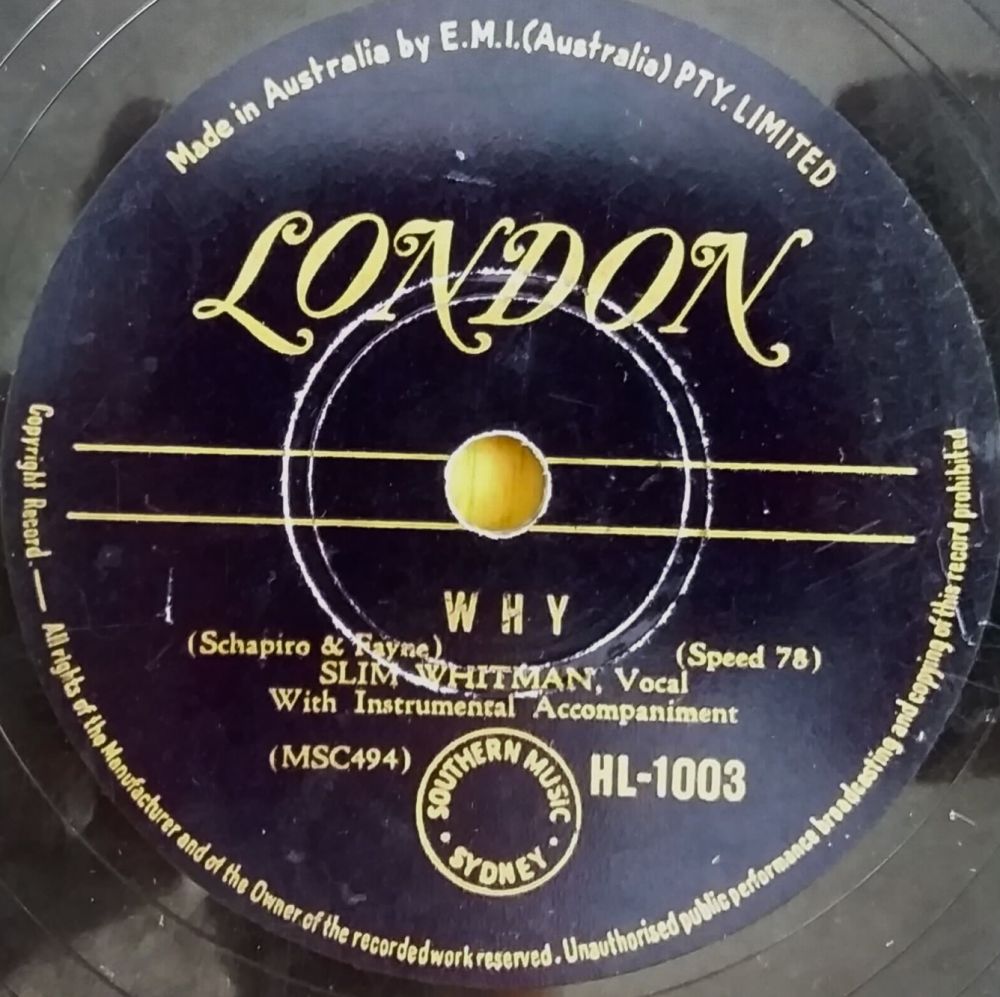 Made in Australia by E.M.I.(Australia) PTY. LIMITED
LONDON
WHY
(Schapiro & Fayne)
(Speed 78)
SLIM WHITMAN, Vocal
With Instrumental Accompaniment
(MSC494)
SOUTHERN MUSIC
· SYDNEY ·
HL-1003
Copyright Record. — All rights of the Manufacturer and of the Owner of the recorded work reserved. Unauthorised public performance broadcasting and copying of this record prohibited